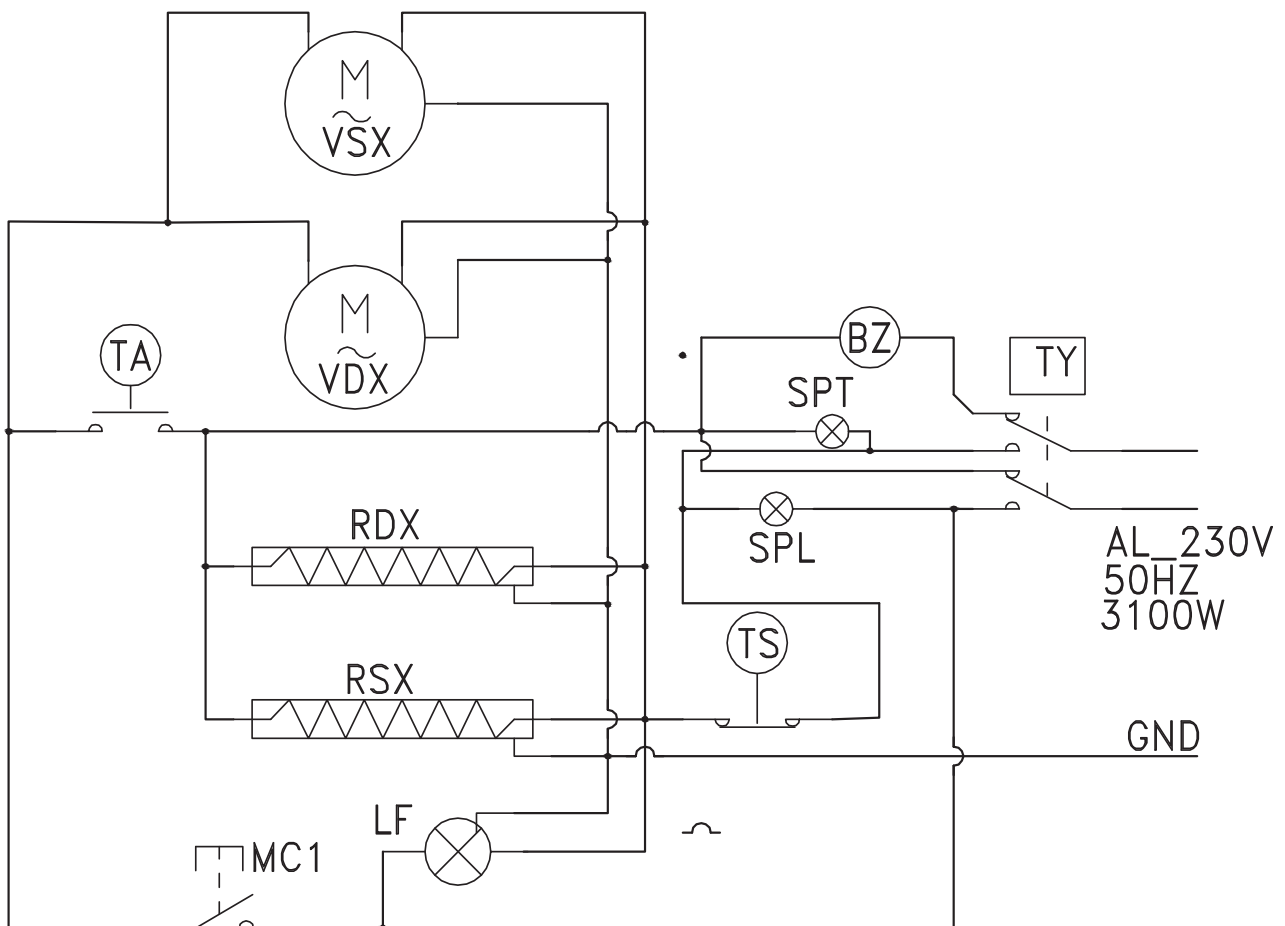 M
VSX
M
VDX
TA
BZ
TY
SPT
RDX
SPL
AL_230V
50HZ
3100W
TS
RSX
GND
LF
MC1